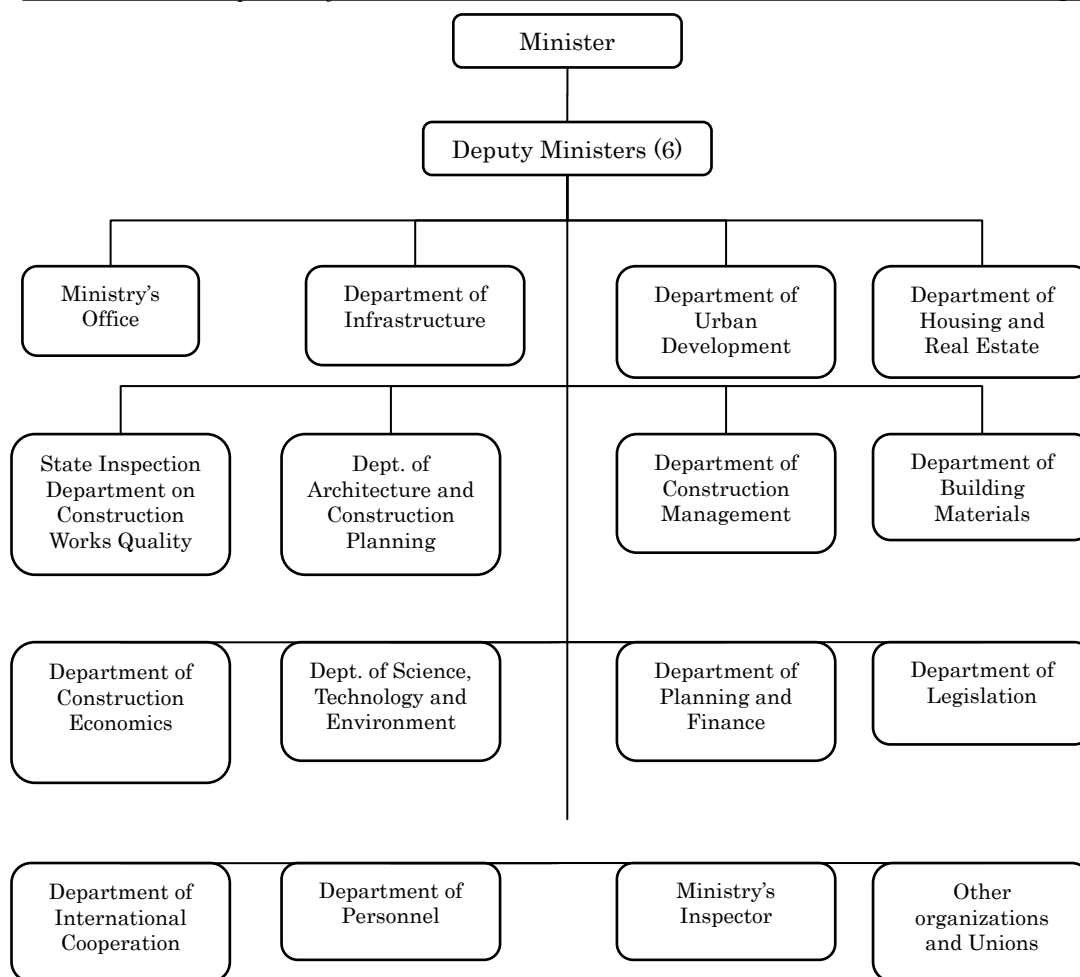 Minister
Deputy Ministers (6)
Ministry's
Office
Department of
Infrastructure
Department of
Urban
Development
Department of
Housing and
Real Estate
State Inspection
Department on
Construction
Works Quality
Dept. of
Architecture and
Construction
Planning
Department of
Construction
Management
Department of
Building
Materials
Department of
Construction
Economics
Dept. of Science,
Technology and
Environment
Department of
Planning and
Finance
Department of
Legislation
Department of
International
Cooperation
Department of
Personnel
Ministry's
Inspector
Other
organizations
and Unions